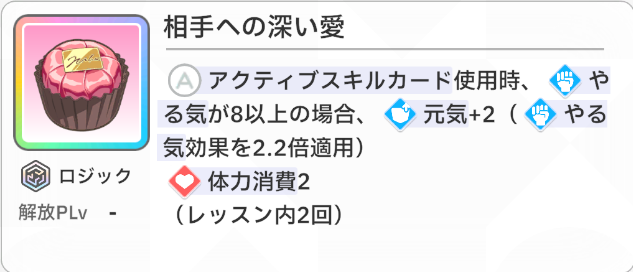 相手への深い愛
A アクティブスキルカード使用時、やる
気が8以上の場合、元気+2（やる
気効果を2.2倍適用）
体力消費2
（レッスン内2回）
ロジック
解放PLv -